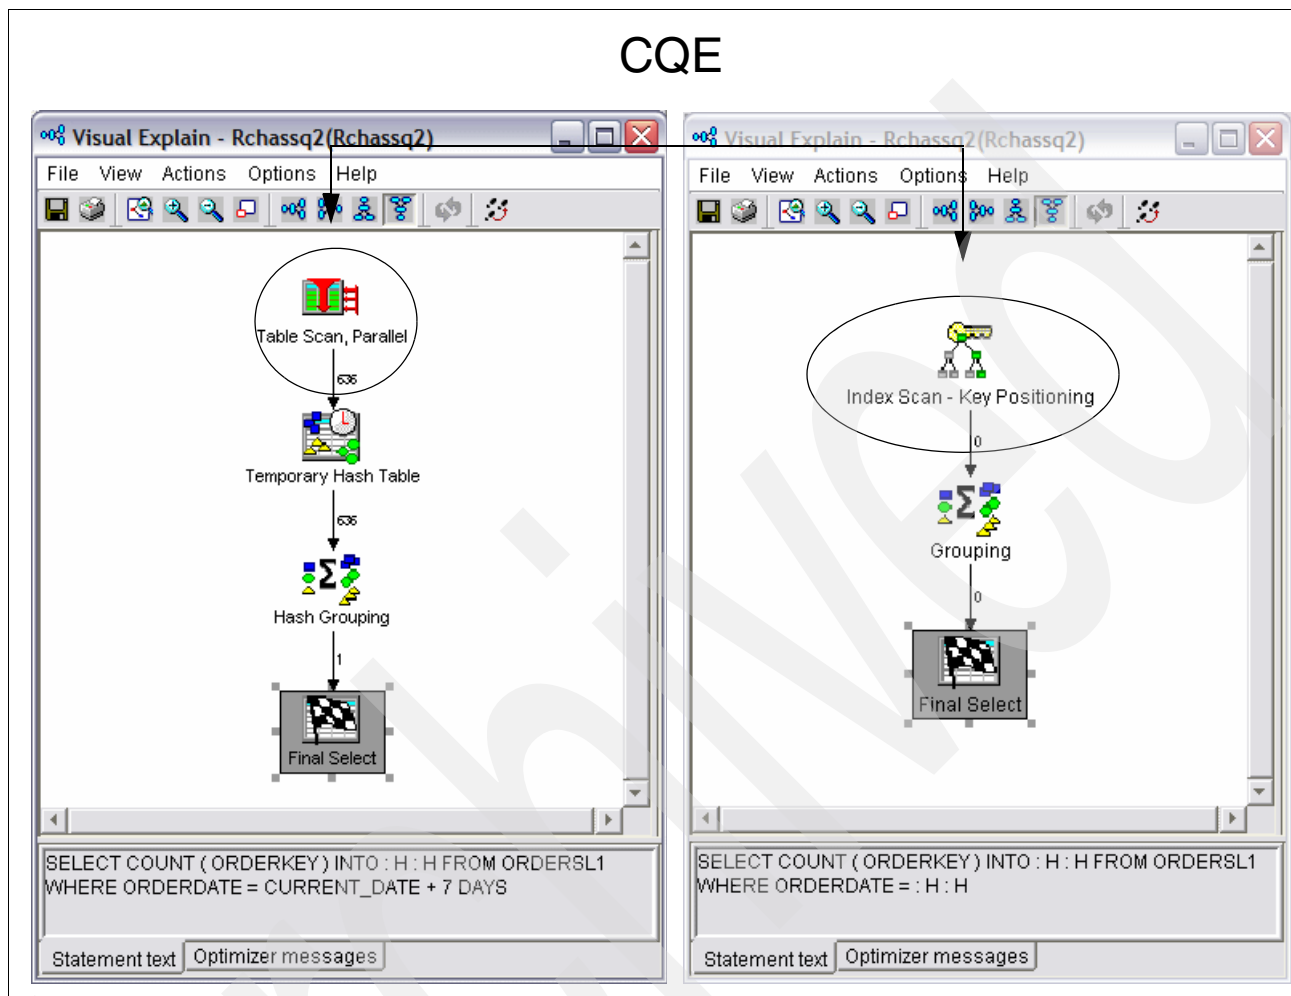 CQE
Visual Explain - Rchassq2(Rchassq2)
File View Actions Options Help
Table Scan, Parallel
636
Temporary Hash Table
636
Hash Grouping
1
Final Select
SELECT COUNT ( ORDERKEY ) INTO : H : H FROM ORDERSL1
WHERE ORDERDATE = CURRENT_DATE + 7 DAYS
Statement text Optimizer messages
Visual Explain - Rchassq2(Rchassq2)
File View Actions Options Help
Index Scan - Key Positioning
0
Grouping
0
Final Select
SELECT COUNT ( ORDERKEY ) INTO : H : H FROM ORDERSL1
WHERE ORDERDATE = : H : H
Statement text Optimizer messages